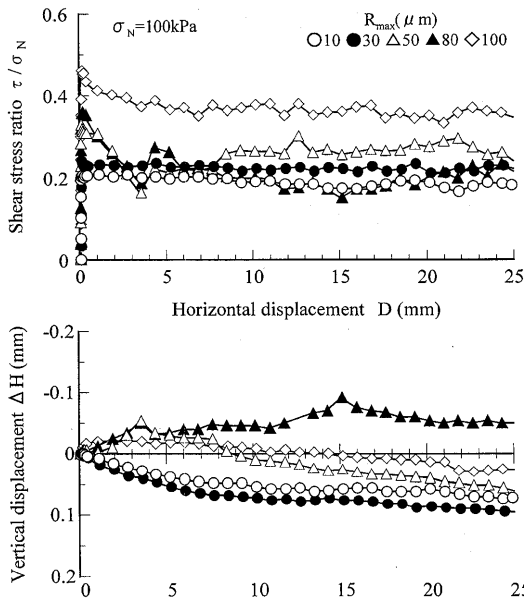 σN=100kPa
Rmax(μm)
○10 ●30 △50 ▲80 ◇100
Shear stress ratio τ/σN
0.6
0.4
0.2
0
0 5 10 15 20 25
Horizontal displacement D (mm)
Vertical displacement ΔH (mm)
-0.2
-0.1
0
0.1
0.2
0 5 10 15 20 25